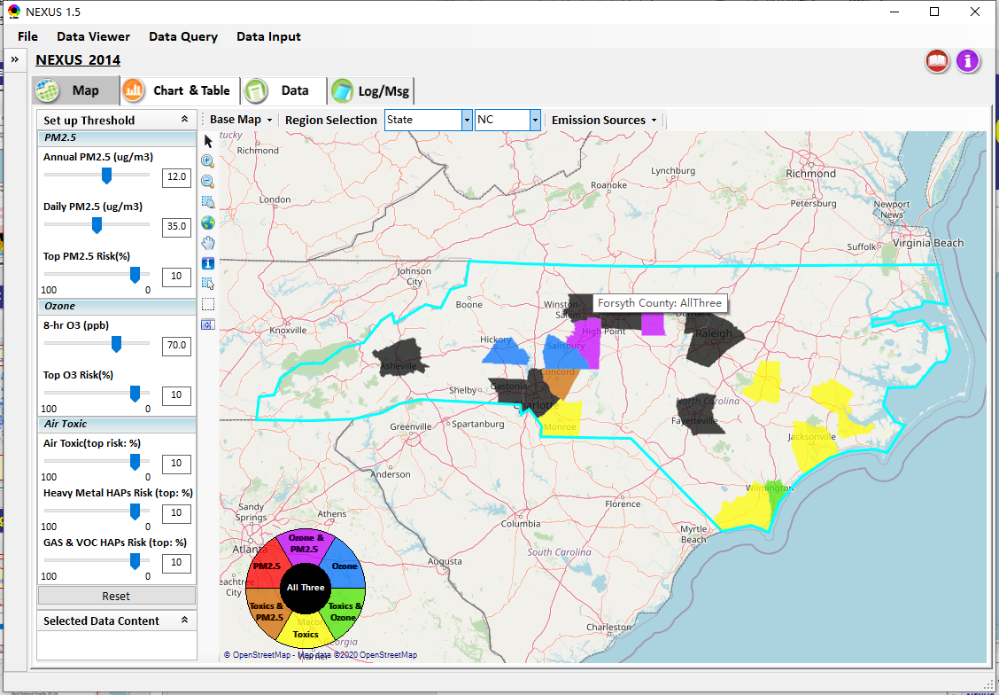 NEXUS 1.5
File Data Viewer Data Query Data Input
»
NEXUS_2014
Map Chart & Table Data Log/Msg
Set up Threshold
Base Map Region Selection State NC Emission Sources
PM2.5
Annual PM2.5 (ug/m3)
12.0
Daily PM2.5 (ug/m3)
35.0
Top PM2.5 Risk(%)
10
100 0
Ozone
8-hr O3 (ppb)
70.0
Top O3 Risk(%)
10
100 0
Air Toxic
Air Toxic(top risk: %)
10
100 0
Heavy Metal HAPs Risk (top: %)
10
100 0
GAS & VOC HAPs Risk (top: %)
10
100 0
Reset
Selected Data Content
tucky
Richmond
London
Lynchburg
Roanoke
Richmond
Petersburg
Newport
News
Suffolk
Virginia Beach
Johnson
City
Boone
Winston-
Salem
Forsyth County: AllThree
Knoxville
High Point
Raleigh
Hickory
Salisbury
Asheville
Concord
Gastonia
Shelby
Charlotte
North Carolina
Fayetteville
Greenville
Spartanburg
Monroe
Jacksonville
Anderson
Wilmington
Florence
Sandy
Springs
Athens
Columbia
Myrtle
Beach
Atlanta
South Carolina
Augusta
eachtree
City
Charleston
Ozone &
PM2.5
PM2.5
Ozone
All Three
Toxics &
PM2.5
Toxics &
Ozone
Toxics
© OpenStreetMap - Map data ©2020 OpenStreetMap